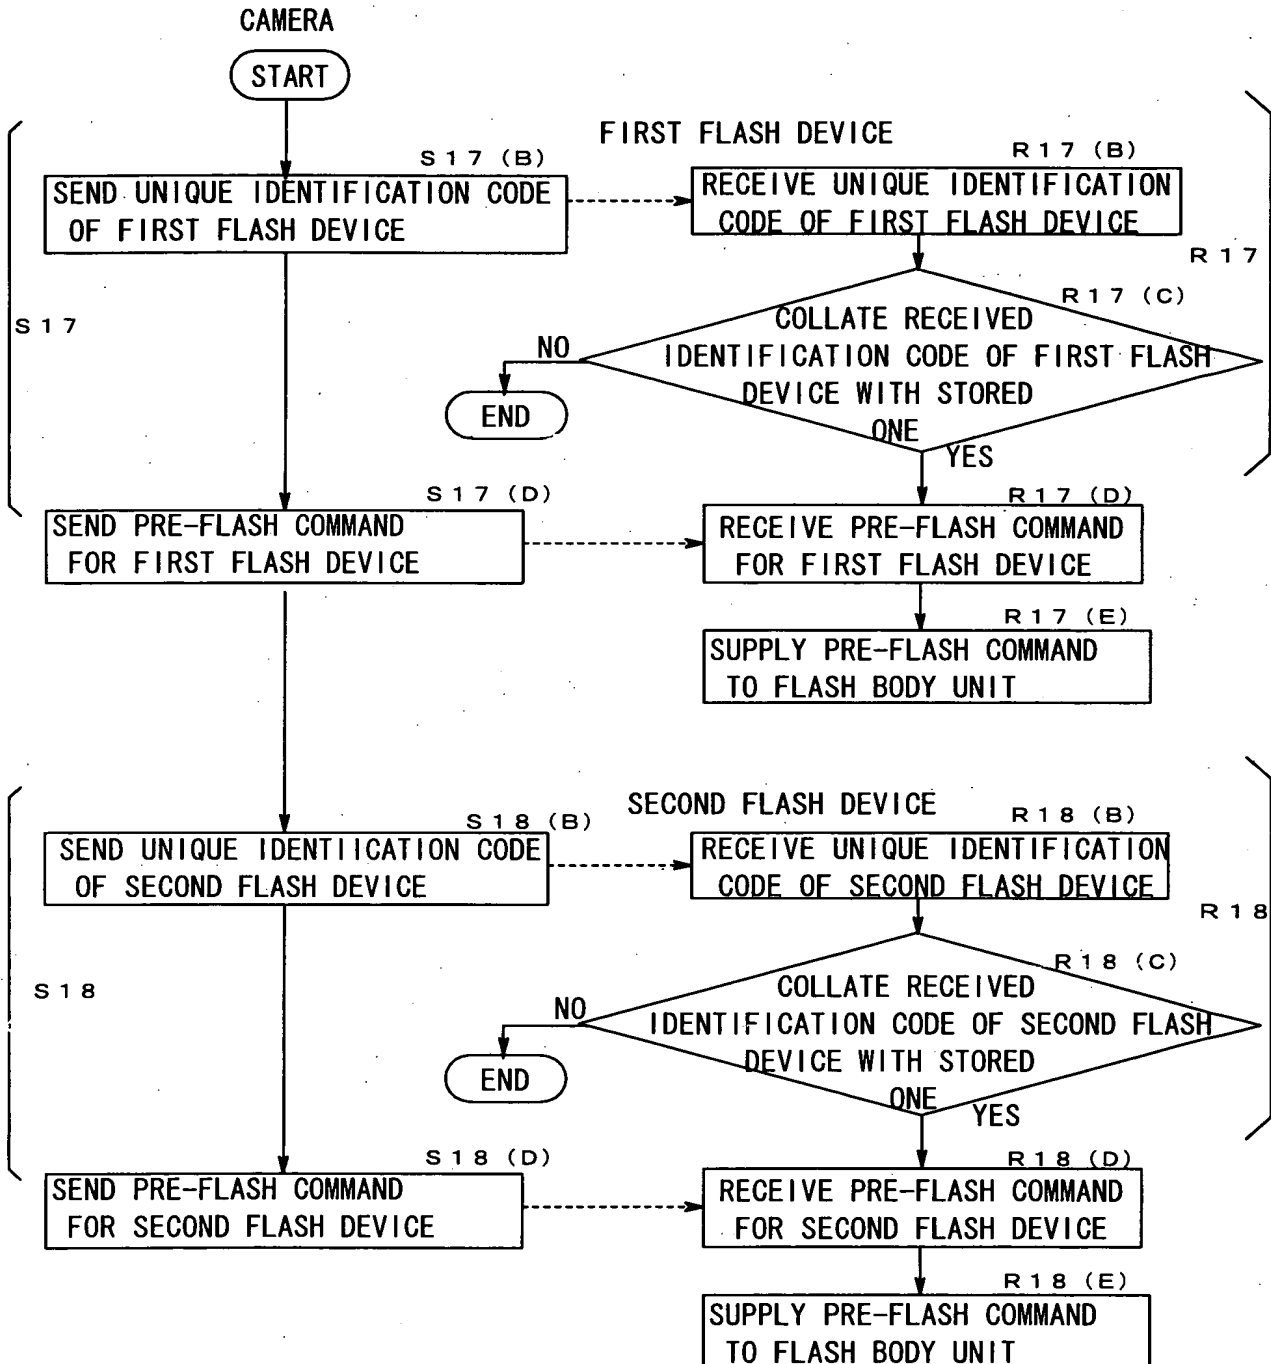 CAMERA
START
FIRST FLASH DEVICE
S17 (B)
R17 (B)
SEND UNIQUE IDENTIFICATION CODE
OF FIRST FLASH DEVICE
RECEIVE UNIQUE IDENTIFICATION
CODE OF FIRST FLASH DEVICE
R17
R17 (C)
S17
COLLATE RECEIVED
IDENTIFICATION CODE OF FIRST FLASH
DEVICE WITH STORED
ONE
NO
END
YES
S17 (D)
R17 (D)
SEND PRE-FLASH COMMAND
FOR FIRST FLASH DEVICE
RECEIVE PRE-FLASH COMMAND
FOR FIRST FLASH DEVICE
R17 (E)
SUPPLY PRE-FLASH COMMAND
TO FLASH BODY UNIT
SECOND FLASH DEVICE
S18 (B)
R18 (B)
SEND UNIQUE IDENTIICATION CODE
OF SECOND FLASH DEVICE
RECEIVE UNIQUE IDENTIFICATION
CODE OF SECOND FLASH DEVICE
R18
R18 (C)
S18
COLLATE RECEIVED
IDENTIFICATION CODE OF SECOND FLASH
DEVICE WITH STORED
ONE
NO
END
YES
S18 (D)
R18 (D)
SEND PRE-FLASH COMMAND
FOR SECOND FLASH DEVICE
RECEIVE PRE-FLASH COMMAND
FOR SECOND FLASH DEVICE
R18 (E)
SUPPLY PRE-FLASH COMMAND
TO FLASH BODY UNIT